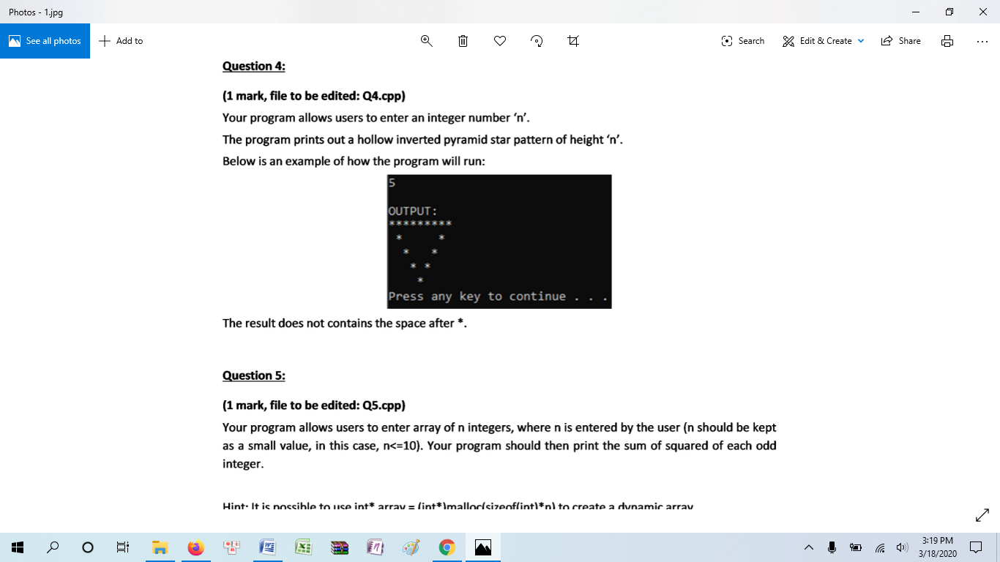 Photos - 1.jpg
See all photos
Add to
Search
Edit & Create
Share
Question 4:
(1 mark, file to be edited: Q4.cpp)
Your program allows users to enter an integer number ‘n’.
The program prints out a hollow inverted pyramid star pattern of height ‘n’.
Below is an example of how the program will run:
5
OUTPUT:
*********
 *     *
  *   *
   * *
    *
Press any key to continue . . .
The result does not contains the space after *.
Question 5:
(1 mark, file to be edited: Q5.cpp)
Your program allows users to enter array of n integers, where n is entered by the user (n should be kept
as a small value, in this case, n<=10). Your program should then print the sum of squared of each odd
integer.
Hint: It is possible to use int* array = (int*)malloc(sizeof(int)*n) to create a dynamic array
3:19 PM
3/18/2020